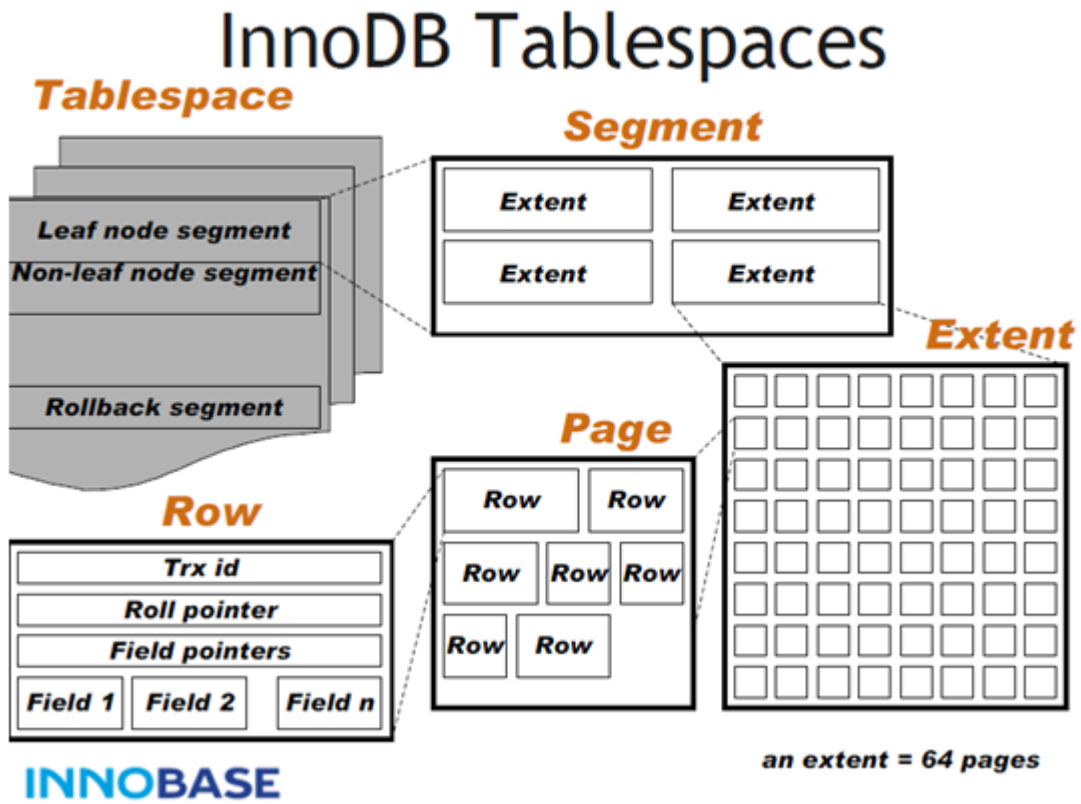 InnoDB Tablespaces
Tablespace
Segment
Leaf node segment
Non-leaf node segment
Rollback segment
Extent Extent
Extent Extent
Extent
Page
Row Row
Row Row Row
Row Row
Row
Trx id
Roll pointer
Field pointers
Field 1 Field 2 Field n
an extent = 64 pages
INNOBASE